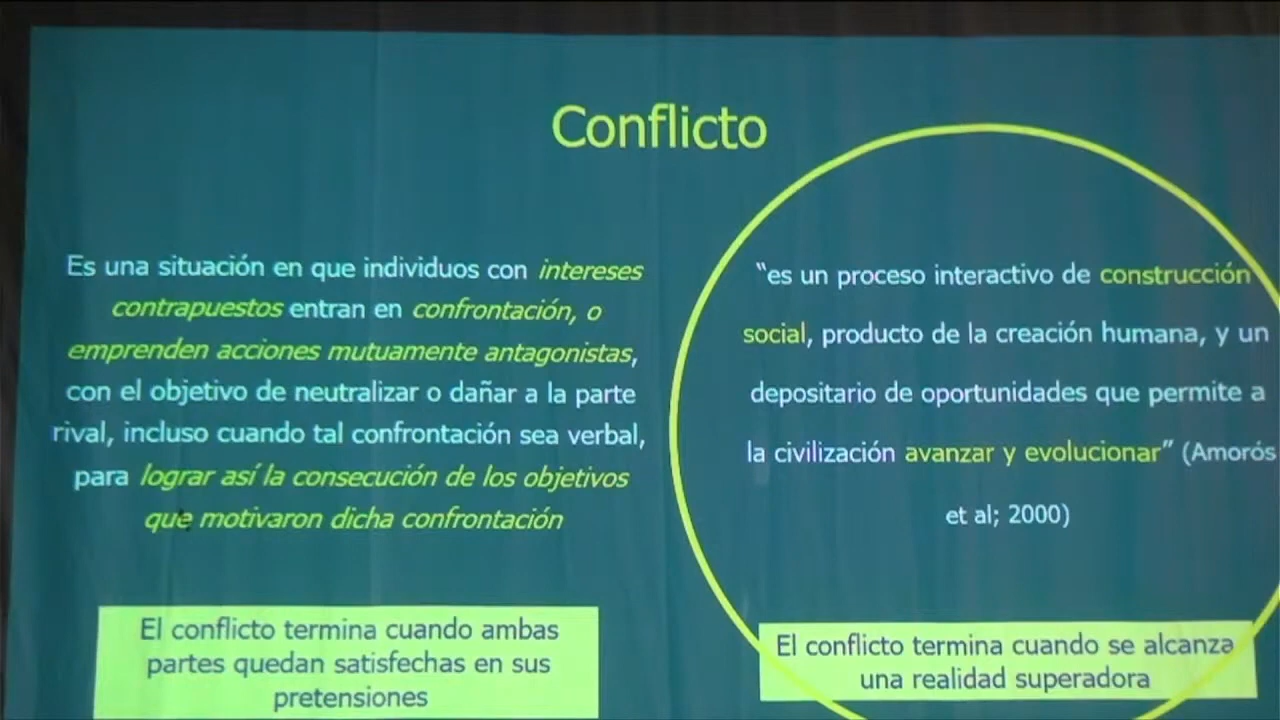 Conflicto
Es una situación en que individuos con intereses
contrapuestos entran en confrontación, o
emprenden acciones mutuamente antagonistas,
con el objetivo de neutralizar o dañar a la parte
rival, incluso cuando tal confrontación sea verbal,
para lograr así la consecución de los objetivos
que motivaron dicha confrontación
El conflicto termina cuando ambas
partes quedan satisfechas en sus
pretensiones
“es un proceso interactivo de construcción
social, producto de la creación humana, y un
depositario de oportunidades que permite a
la civilización avanzar y evolucionar” (Amorós
et al; 2000)
El conflicto termina cuando se alcanza
una realidad superadora